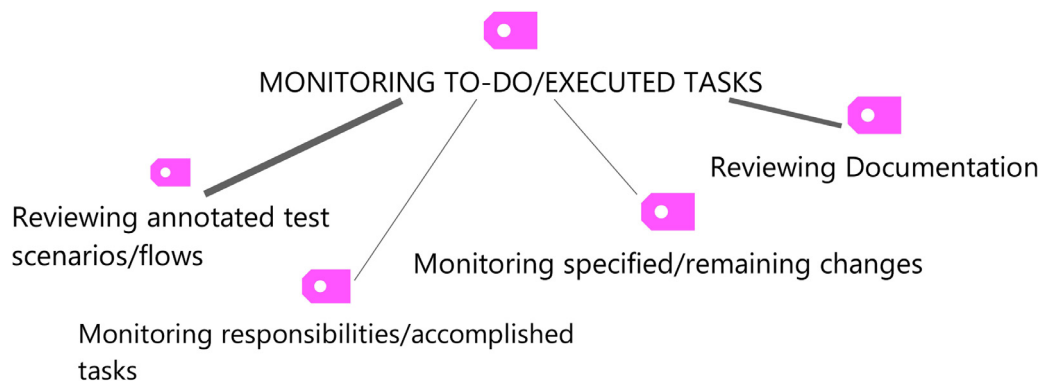 MONITORING TO-DO/EXECUTED TASKS
Reviewing Documentation
Reviewing annotated test
scenarios/flows
Monitoring specified/remaining changes
Monitoring responsibilities/accomplished
tasks